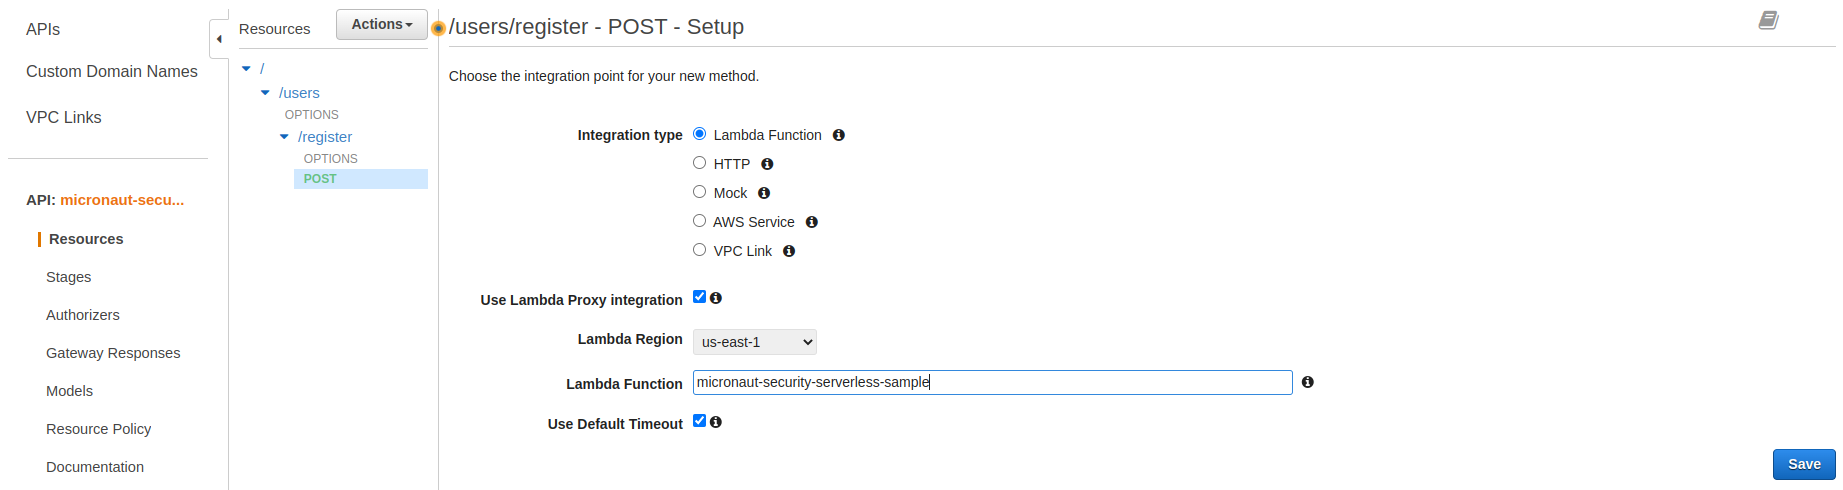 APIs
Custom Domain Names
VPC Links
API: micronaut-secu...
Resources
Stages
Authorizers
Gateway Responses
Models
Resource Policy
Documentation
Resources
Actions
/
/users
OPTIONS
/register
OPTIONS
POST
/users/register - POST - Setup
Choose the integration point for your new method.
Integration type
Lambda Function
HTTP
Mock
AWS Service
VPC Link
Use Lambda Proxy integration
Lambda Region us-east-1
Lambda Function micronaut-security-serverless-sample
Use Default Timeout
Save